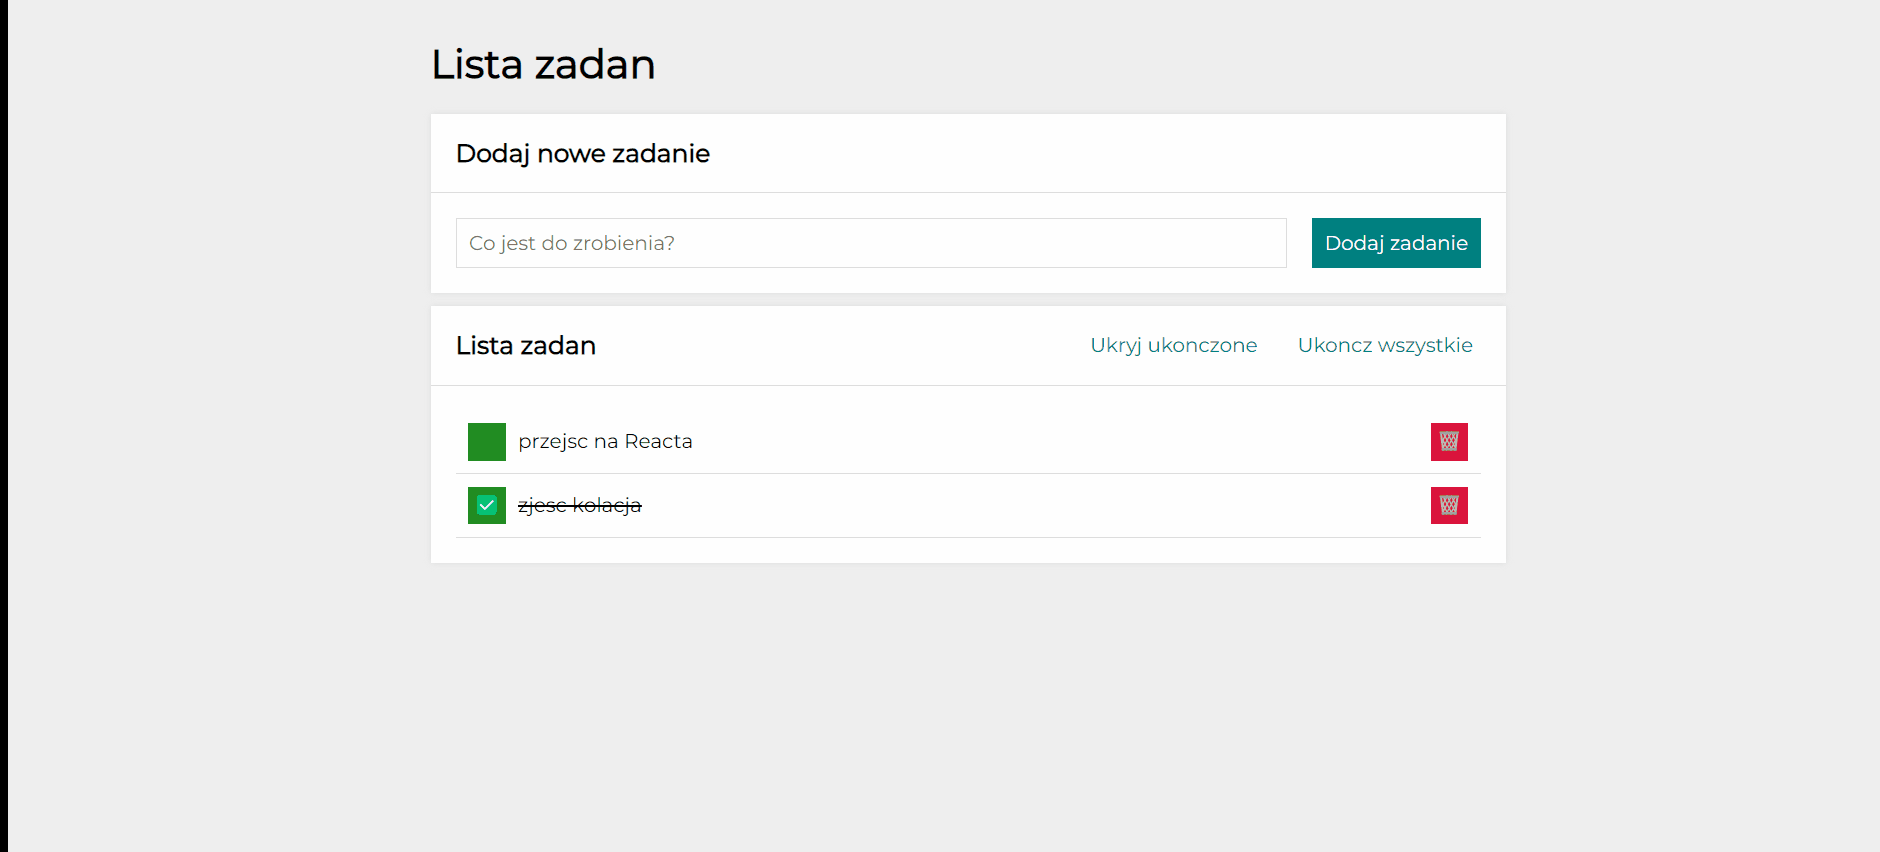 Lista zadan
Dodaj nowe zadanie
Co jest do zrobienia?
Dodaj zadanie
Lista zadan
Ukryj ukonczone
Ukoncz wszystkie
przejsc na Reacta
zjesc kolacja